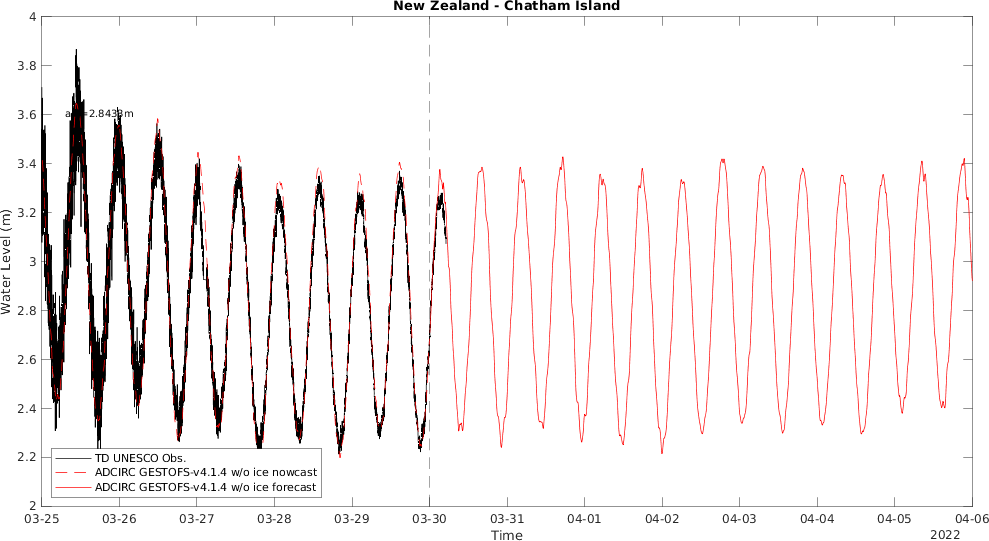 New Zealand - Chatham Island
4
3.8
3.6
3.4
3.2
3
2.8
2.6
2.4
2.2
2
Water Level (m)
=2.8433m
TD UNESCO Obs.
ADCIRC GESTOFS-v4.1.4 w/o ice nowcast
ADCIRC GESTOFS-v4.1.4 w/o ice forecast
03-25 03-26 03-27 03-28 03-29 03-30 03-31 04-01 04-02 04-03 04-04 04-05 04-06
Time
2022